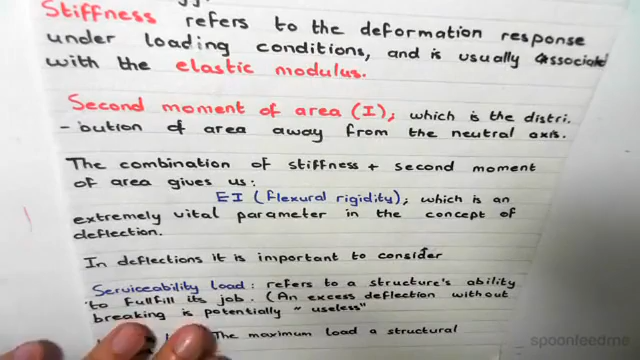 Stiffness refers to the deformation response
under loading conditions, and is usually associated
with the elastic modulus.
Second moment of area (I); which is the distri.
-bution of area away from the neutral axis.
The combination of stiffness + second moment
of area gives us:
EI (flexural rigidity); which is an
extremely vital parameter in the concept of
deflection.
In deflections it is important to consider
Serviceability Load: refers to a structure's ability
to fullfill its job. (An excess deflection without
breaking is potentially "useless"
The maximum load a structural
spoonfeedme